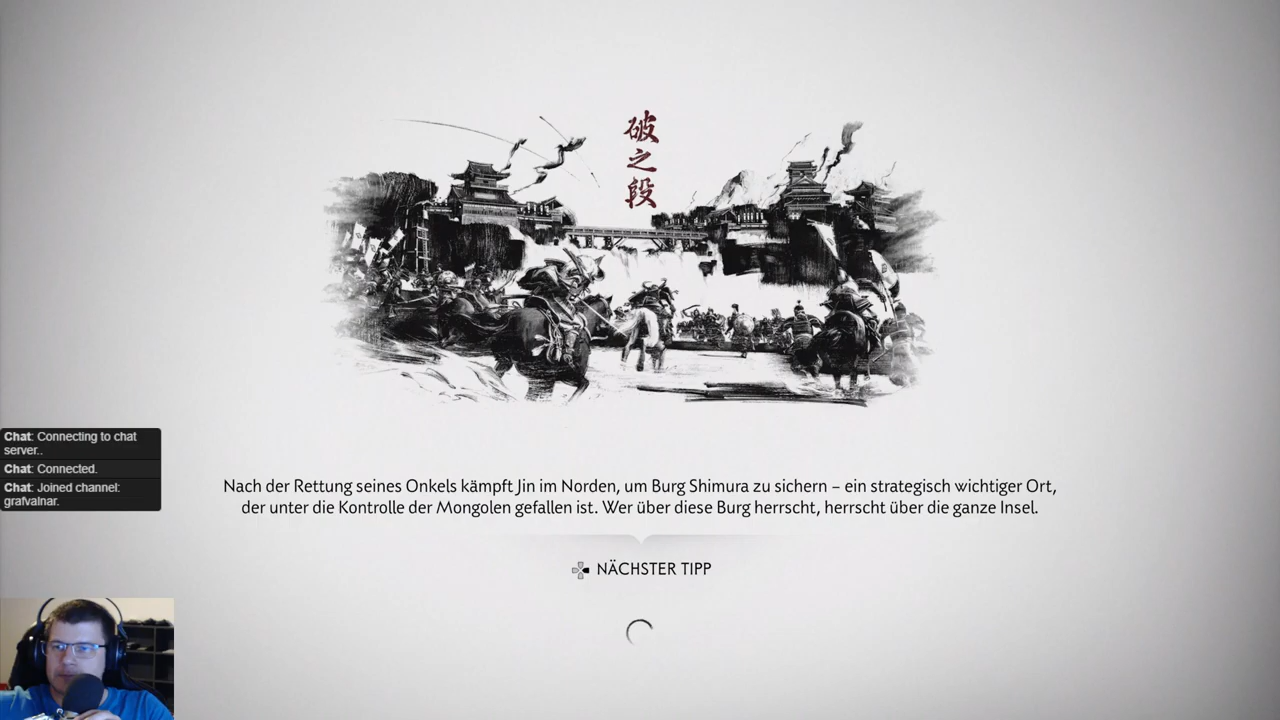 破之段
Chat: Connecting to chat
server..
Chat: Connected.
Chat: Joined channel:
grafvalnar.
Nach der Rettung seines Onkels kämpft Jin im Norden, um Burg Shimura zu sichern – ein strategisch wichtiger Ort,
der unter die Kontrolle der Mongolen gefallen ist. Wer über diese Burg herrscht, herrscht über die ganze Insel.
NÄCHSTER TIPP